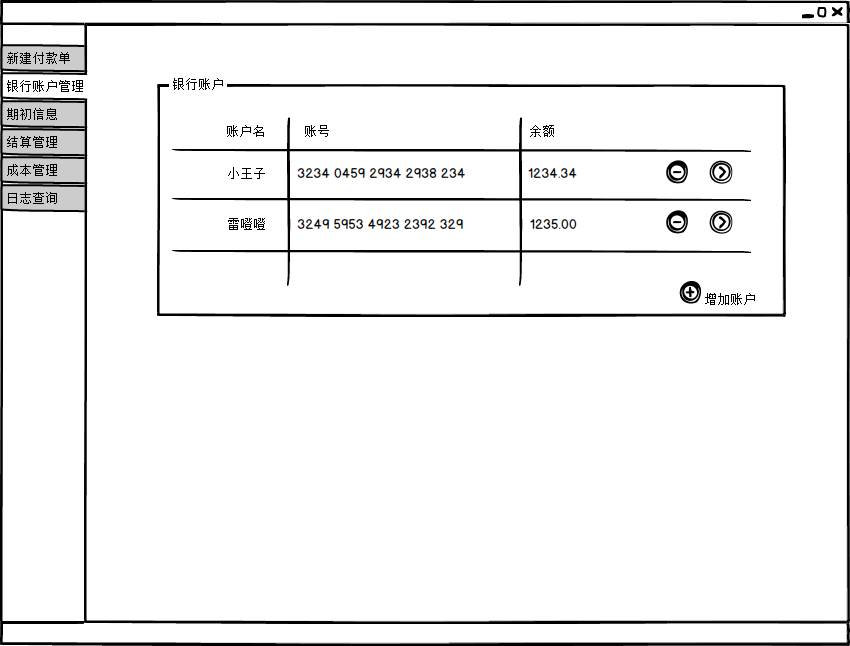 新建付款单
银行账户管理
期初信息
结算管理
成本管理
日志查询
银行账户
账户名 账号 余额
小王子 3234 0459 2934 2938 234 1234.34
雷噔噔 3249 5953 4923 2392 329 1235.00
增加账户